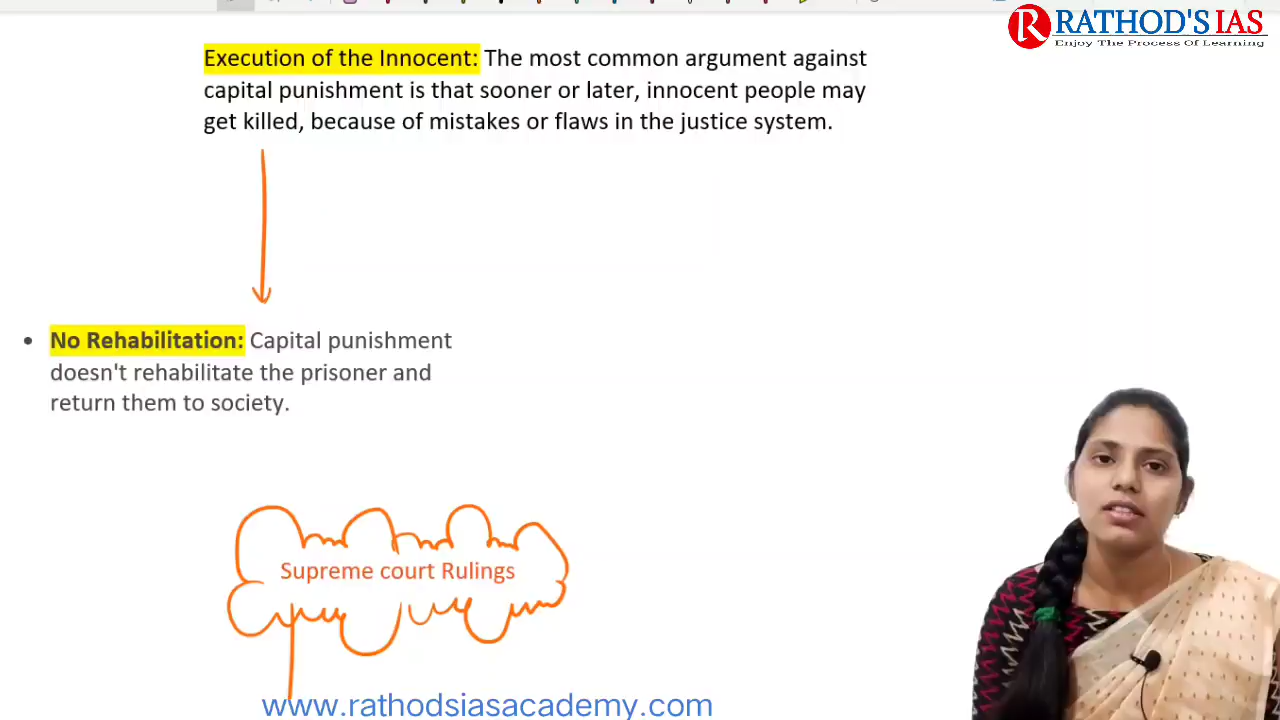 RATHOD'S IAS
Enjoy The Process Of Learning
Execution of the Innocent: The most common argument against
capital punishment is that sooner or later, innocent people may
get killed, because of mistakes or flaws in the justice system.
• No Rehabilitation: Capital punishment
doesn't rehabilitate the prisoner and
return them to society.
Supreme court Rulings
www.rathodsiasacademy.com